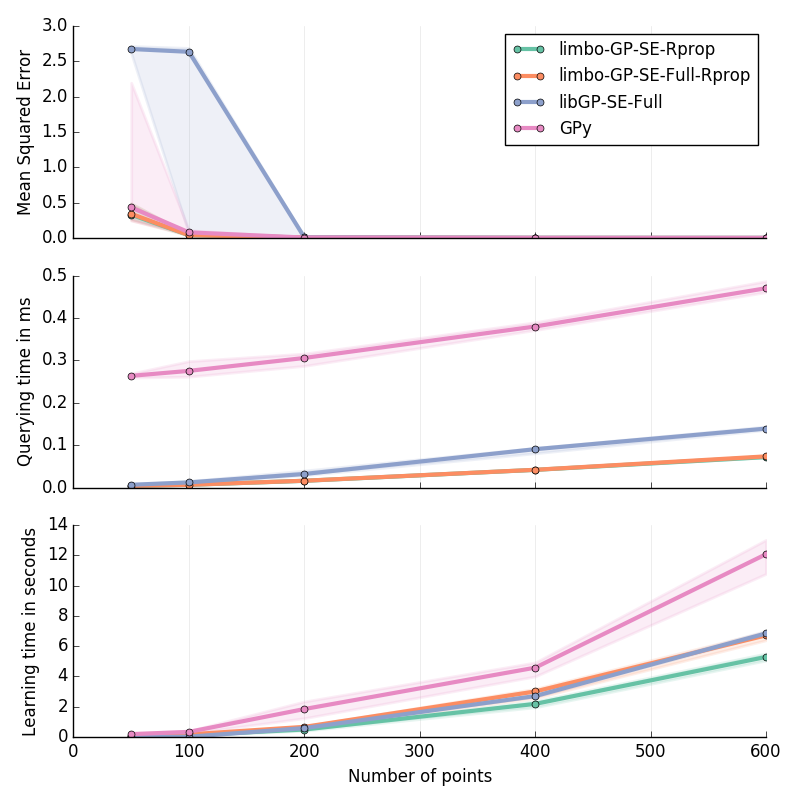 3.0
2.5
2.0
1.5
1.0
0.5
0.0
Mean Squared Error
limbo-GP-SE-Rprop
limbo-GP-SE-Full-Rprop
libGP-SE-Full
GPy
0.5
0.4
0.3
0.2
0.1
0.0
Querying time in ms
14
12
10
8
6
4
2
0
Learning time in seconds
0 100 200 300 400 500 600
Number of points